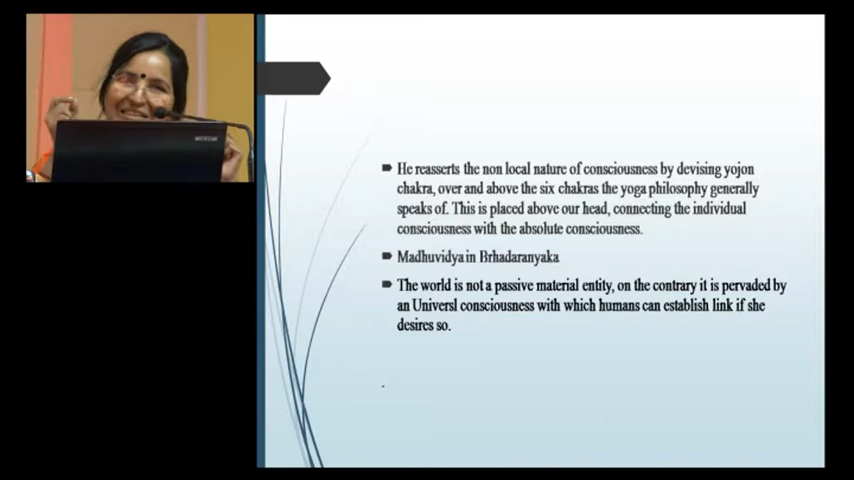 He reasserts the non local nature of consciousness by devising yojon
chakra, over and above the six chakras the yoga philosophy generally
speaks of. This is placed above our head, connecting the individual
consciousness with the absolute consciousness.
Madhuvidya in Brhadaranyaka
The world is not a passive material entity, on the contrary it is pervaded by
an Universl consciousness with which humans can establish link if she
desires so.
.